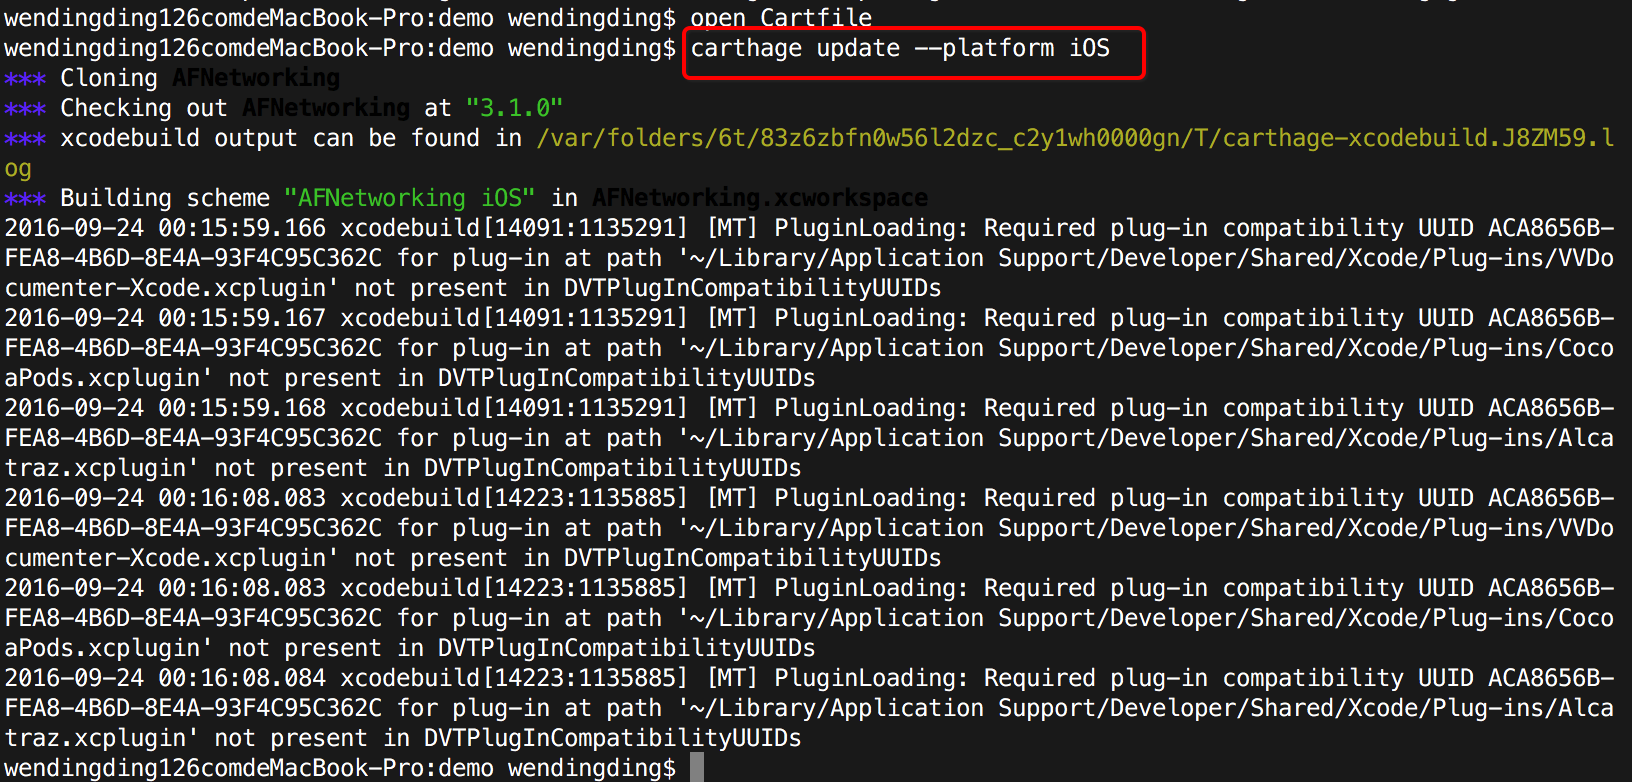 wendingding126comdeMacBook-Pro:demo wendingding$ open Cartfile
wendingding126comdeMacBook-Pro:demo wendingding$ carthage update --platform iOS
*** Cloning AFNetworking
*** Checking out AFNetworking at "3.1.0"
*** xcodebuild output can be found in /var/folders/6t/83z6zbfn0w56l2dzc_c2y1wh0000gn/T/carthage-xcodebuild.J8ZM59.l
og
*** Building scheme "AFNetworking iOS" in AFNetworking.xcworkspace
2016-09-24 00:15:59.166 xcodebuild[14091:1135291] [MT] PluginLoading: Required plug-in compatibility UUID ACA8656B-
FEA8-4B6D-8E4A-93F4C95C362C for plug-in at path '~/Library/Application Support/Developer/Shared/Xcode/Plug-ins/VVDo
cumenter-Xcode.xcplugin' not present in DVTPlugInCompatibilityUUIDs
2016-09-24 00:15:59.167 xcodebuild[14091:1135291] [MT] PluginLoading: Required plug-in compatibility UUID ACA8656B-
FEA8-4B6D-8E4A-93F4C95C362C for plug-in at path '~/Library/Application Support/Developer/Shared/Xcode/Plug-ins/Coco
aPods.xcplugin' not present in DVTPlugInCompatibilityUUIDs
2016-09-24 00:15:59.168 xcodebuild[14091:1135291] [MT] PluginLoading: Required plug-in compatibility UUID ACA8656B-
FEA8-4B6D-8E4A-93F4C95C362C for plug-in at path '~/Library/Application Support/Developer/Shared/Xcode/Plug-ins/Alca
traz.xcplugin' not present in DVTPlugInCompatibilityUUIDs
2016-09-24 00:16:08.083 xcodebuild[14223:1135885] [MT] PluginLoading: Required plug-in compatibility UUID ACA8656B-
FEA8-4B6D-8E4A-93F4C95C362C for plug-in at path '~/Library/Application Support/Developer/Shared/Xcode/Plug-ins/VVDo
cumenter-Xcode.xcplugin' not present in DVTPlugInCompatibilityUUIDs
2016-09-24 00:16:08.083 xcodebuild[14223:1135885] [MT] PluginLoading: Required plug-in compatibility UUID ACA8656B-
FEA8-4B6D-8E4A-93F4C95C362C for plug-in at path '~/Library/Application Support/Developer/Shared/Xcode/Plug-ins/Coco
aPods.xcplugin' not present in DVTPlugInCompatibilityUUIDs
2016-09-24 00:16:08.084 xcodebuild[14223:1135885] [MT] PluginLoading: Required plug-in compatibility UUID ACA8656B-
FEA8-4B6D-8E4A-93F4C95C362C for plug-in at path '~/Library/Application Support/Developer/Shared/Xcode/Plug-ins/Alca
traz.xcplugin' not present in DVTPlugInCompatibilityUUIDs
wendingding126comdeMacBook-Pro:demo wendingding$